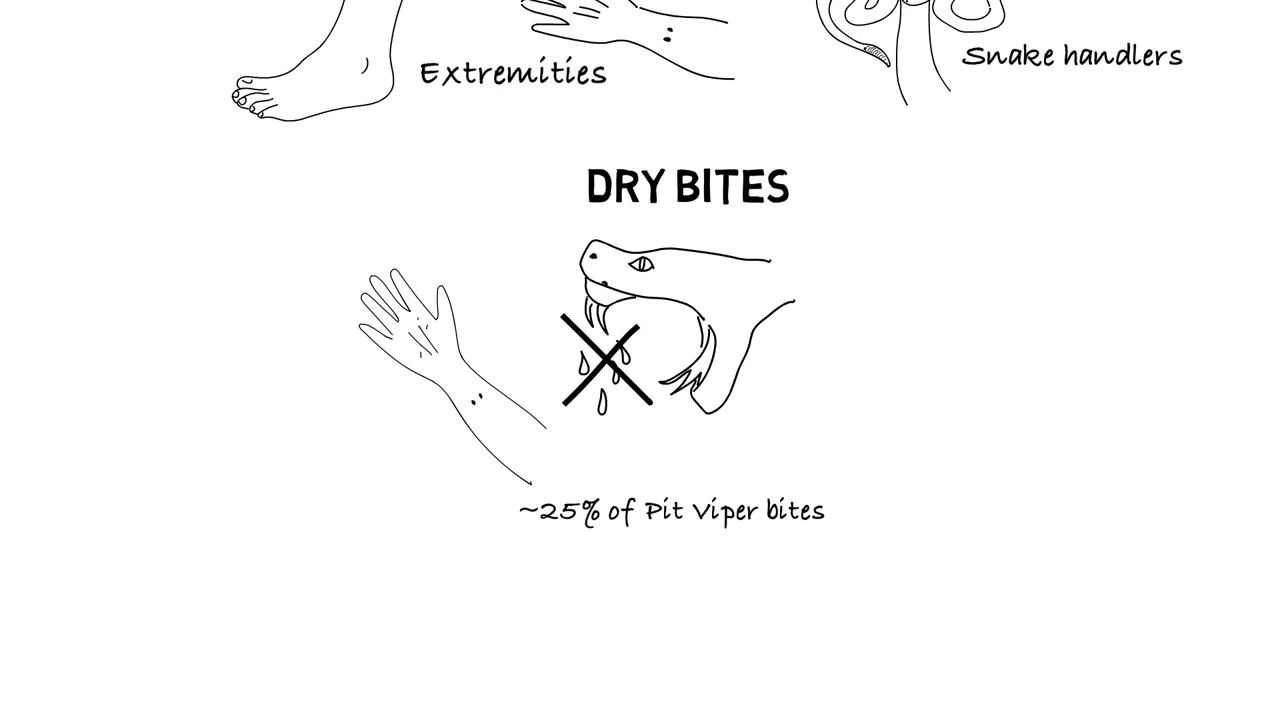 Extremities
Snake handlers
DRY BITES
~25% of Pit Viper bites